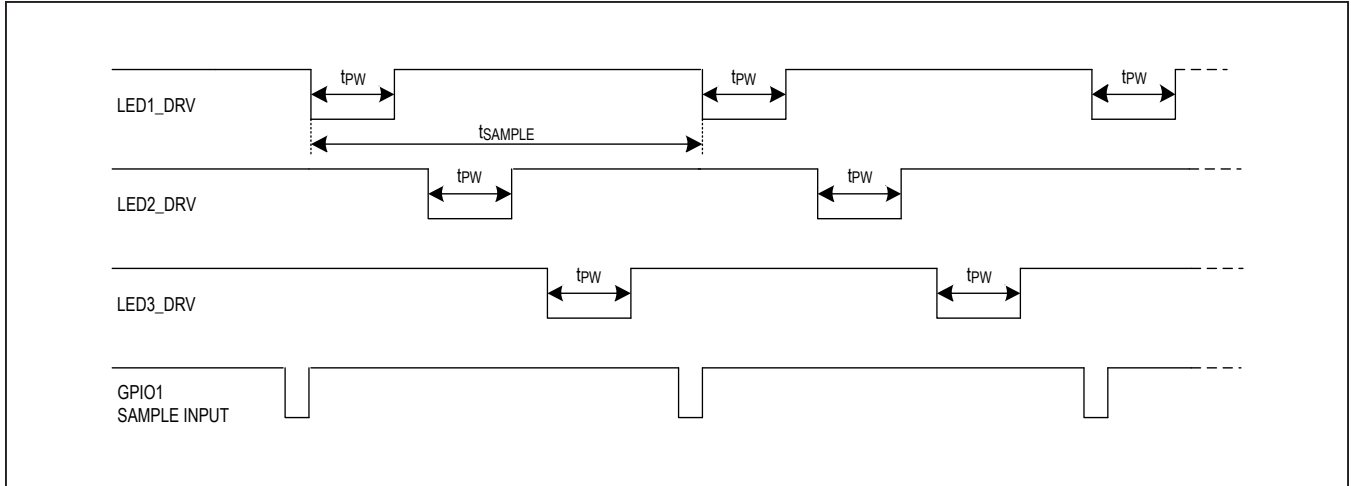 tPW
tPW
tPW
LED1_DRV
tSAMPLE
tPW
tPW
LED2_DRV
tPW
tPW
LED3_DRV
GPIO1
SAMPLE INPUT